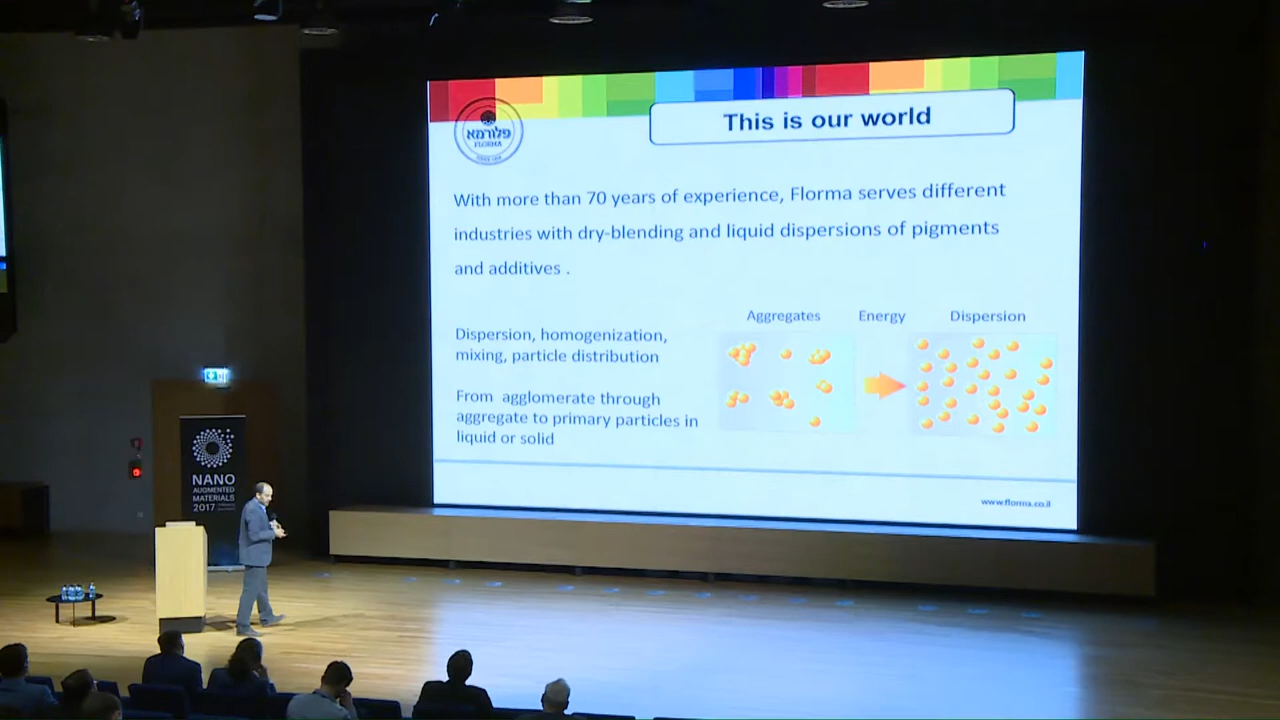 This is our world
פלורמא
FLORMA
With more than 70 years of experience, Florma serves different
industries with dry-blending and liquid dispersions of pigments
and additives .
Aggregates Energy Dispersion
Dispersion, homogenization,
mixing, particle distribution
From agglomerate through
aggregate to primary particles in
liquid or solid
www.florma.co.il
NANO
AUGMENTED
MATERIALS
2017